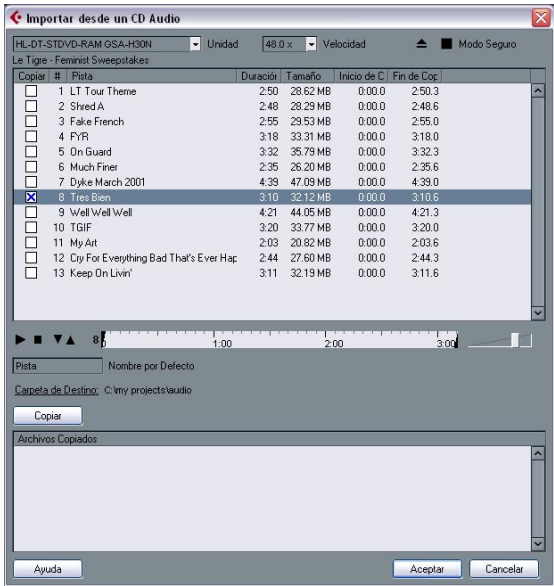 Importar desde un CD Audio
HL-DT-STDVD-RAM GSA-H30N Unidad 48.0 x Velocidad Modo Seguro
Le Tigre - Feminist Sweepstakes
Copiar # Pista Duración Tamaño Inicio de C Fin de Cop
1 LT Tour Theme 2:50 28.62 MB 0:00.0 2:50.3
2 Shred A 2:48 28.29 MB 0:00.0 2:48.6
3 Fake French 2:55 29.53 MB 0:00.0 2:55.0
4 FYR 3:18 33.31 MB 0:00.0 3:18.0
5 On Guard 3:32 35.79 MB 0:00.0 3:32.3
6 Much Finer 2:35 26.20 MB 0:00.0 2:35.6
7 Dyke March 2001 4:39 47.09 MB 0:00.0 4:39.0
8 Tres Bien 3:10 32.12 MB 0:00.0 3:10.6
9 Well Well Well 4:21 44.05 MB 0:00.0 4:21.3
10 TGIF 3:20 33.77 MB 0:00.0 3:20.0
11 My Art 2:03 20.82 MB 0:00.0 2:03.6
12 Cry For Everything Bad That's Ever Hap 2:44 27.60 MB 0:00.0 2:44.3
13 Keep On Livin' 3:11 32.19 MB 0:00.0 3:11.6
8 0 1:00 2:00 3:00
Pista Nombre por Defecto
Carpeta de Destino: C:\my projects\audio
Copiar
Archivos Copiados
Ayuda Aceptar Cancelar